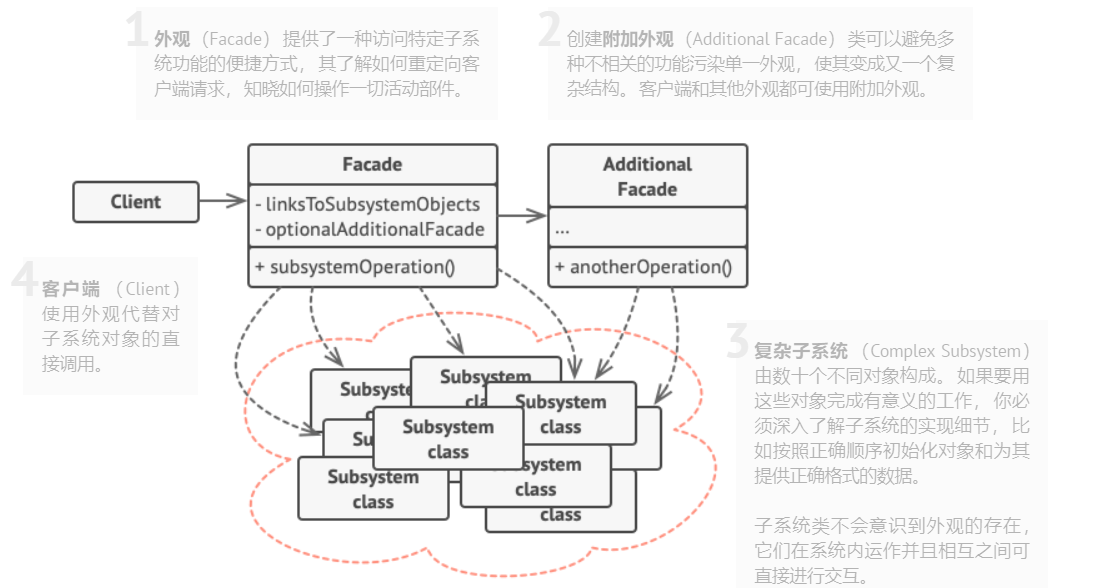 1
外观 （Facade） 提供了一种访问特定子系
统功能的便捷方式， 其了解如何重定向客
户端请求， 知晓如何操作一切活动部件。
2
创建附加外观 （Additional Facade） 类可以避免多
种不相关的功能污染单一外观， 使其变成又一个复
杂结构。 客户端和其他外观都可使用附加外观。
Client
Facade
- linksToSubsystemObjects
- optionalAdditionalFacade
+ subsystemOperation()
Additional
Facade
...
+ anotherOperation()
4
客户端 （Client）
使用外观代替对
子系统对象的直
接调用。
3
复杂子系统 （Complex Subsystem）
由数十个不同对象构成。 如果要用
这些对象完成有意义的工作， 你必
须深入了解子系统的实现细节， 比
如按照正确顺序初始化对象和为其
提供正确格式的数据。
子系统类不会意识到外观的存在，
它们在系统内运作并且相互之间可
直接进行交互。
Subsystem
Subsystem
class
Subsystem
class
Subsystem
class
Subsystem
class
class